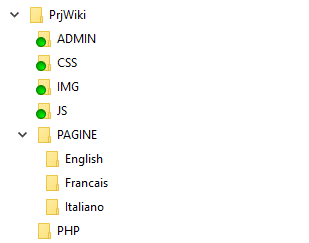 PrjWiki
ADMIN
CSS
IMG
JS
PAGINE
English
Francais
Italiano
PHP